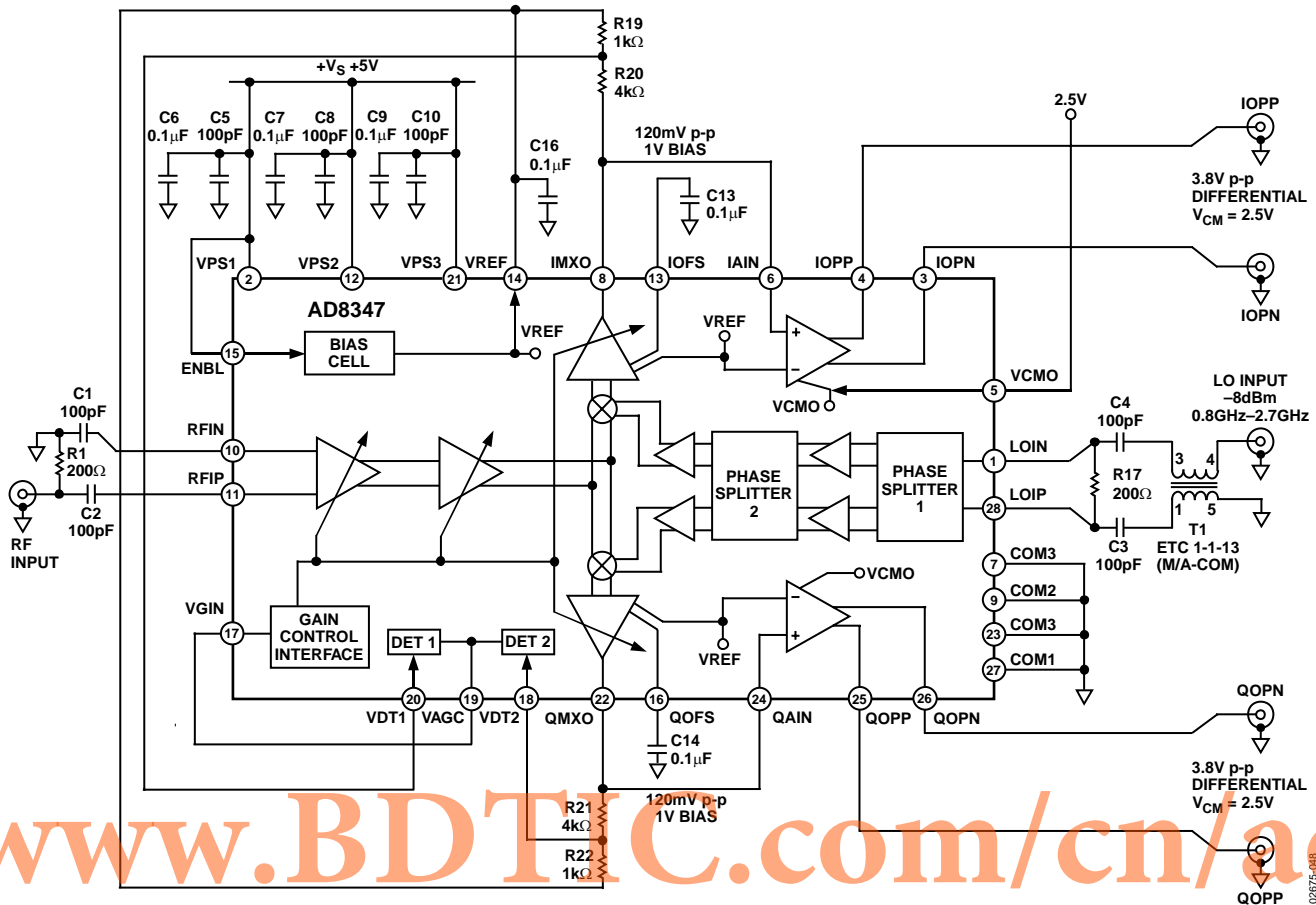 R19
1kΩ
R20
4kΩ
+VS +5V
C6
0.1μF
C5
100pF
C7
0.1μF
C8
100pF
C9
0.1μF
C10
100pF
C16
0.1μF
120mV p-p
1V BIAS
C13
0.1μF
2.5V
IOPP
3.8V p-p
DIFFERENTIAL
VCM = 2.5V
IOPN
VPS1
2
VPS2
12
VPS3
21
VREF
14
IMXO
8
IOFS
13
IAIN
6
IOPP
4
IOPN
3
AD8347
BIAS
CELL
VREF
VREF
15
ENBL
+
−
VCMO
5
VCMO
C1
100pF
R1
200Ω
C2
100pF
RF
INPUT
RFIN
10
RFIP
11
PHASE
SPLITTER
2
PHASE
SPLITTER
1
1
LOIN
28
LOIP
C4
100pF
R17
200Ω
C3
100pF
LO INPUT
–8dBm
0.8GHz–2.7GHz
3
4
1
5
T1
ETC 1-1-13
(M/A-COM)
7
COM3
9
COM2
23
COM3
27
COM1
VGIN
17
GAIN
CONTROL
INTERFACE
DET 1
DET 2
VREF
VCMO
−
+
20
VDT1
19
VAGC
18
VDT2
22
QMXO
16
QOFS
24
QAIN
25
QOPP
26
QOPN
C14
0.1μF
R21
4kΩ
R22
1kΩ
120mV p-p
1V BIAS
QOPN
3.8V p-p
DIFFERENTIAL
VCM = 2.5V
QOPP
02675-048
www.BDTIC.com/cn/ad